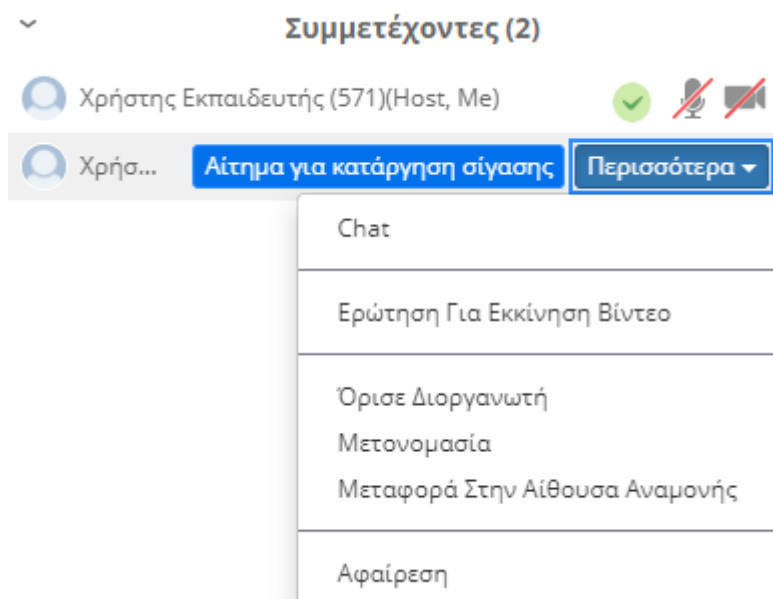 Συμμετέχοντες (2)
Χρήστης Εκπαιδευτής (571)(Host, Me)
Χρήσ... Αίτημα για κατάργηση σίγασης Περισσότερα
Chat
Ερώτηση Για Εκκίνηση Βίντεο
Όρισε Διοργανωτή
Μετονομασία
Μεταφορά Στην Αίθουσα Αναμονής
Αφαίρεση